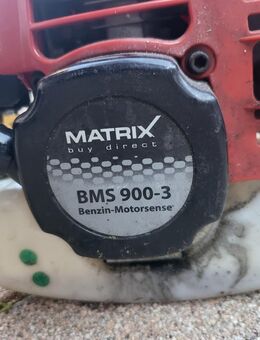 MATRIX
buy direct
BMS 900-3
Benzin-Motorsense